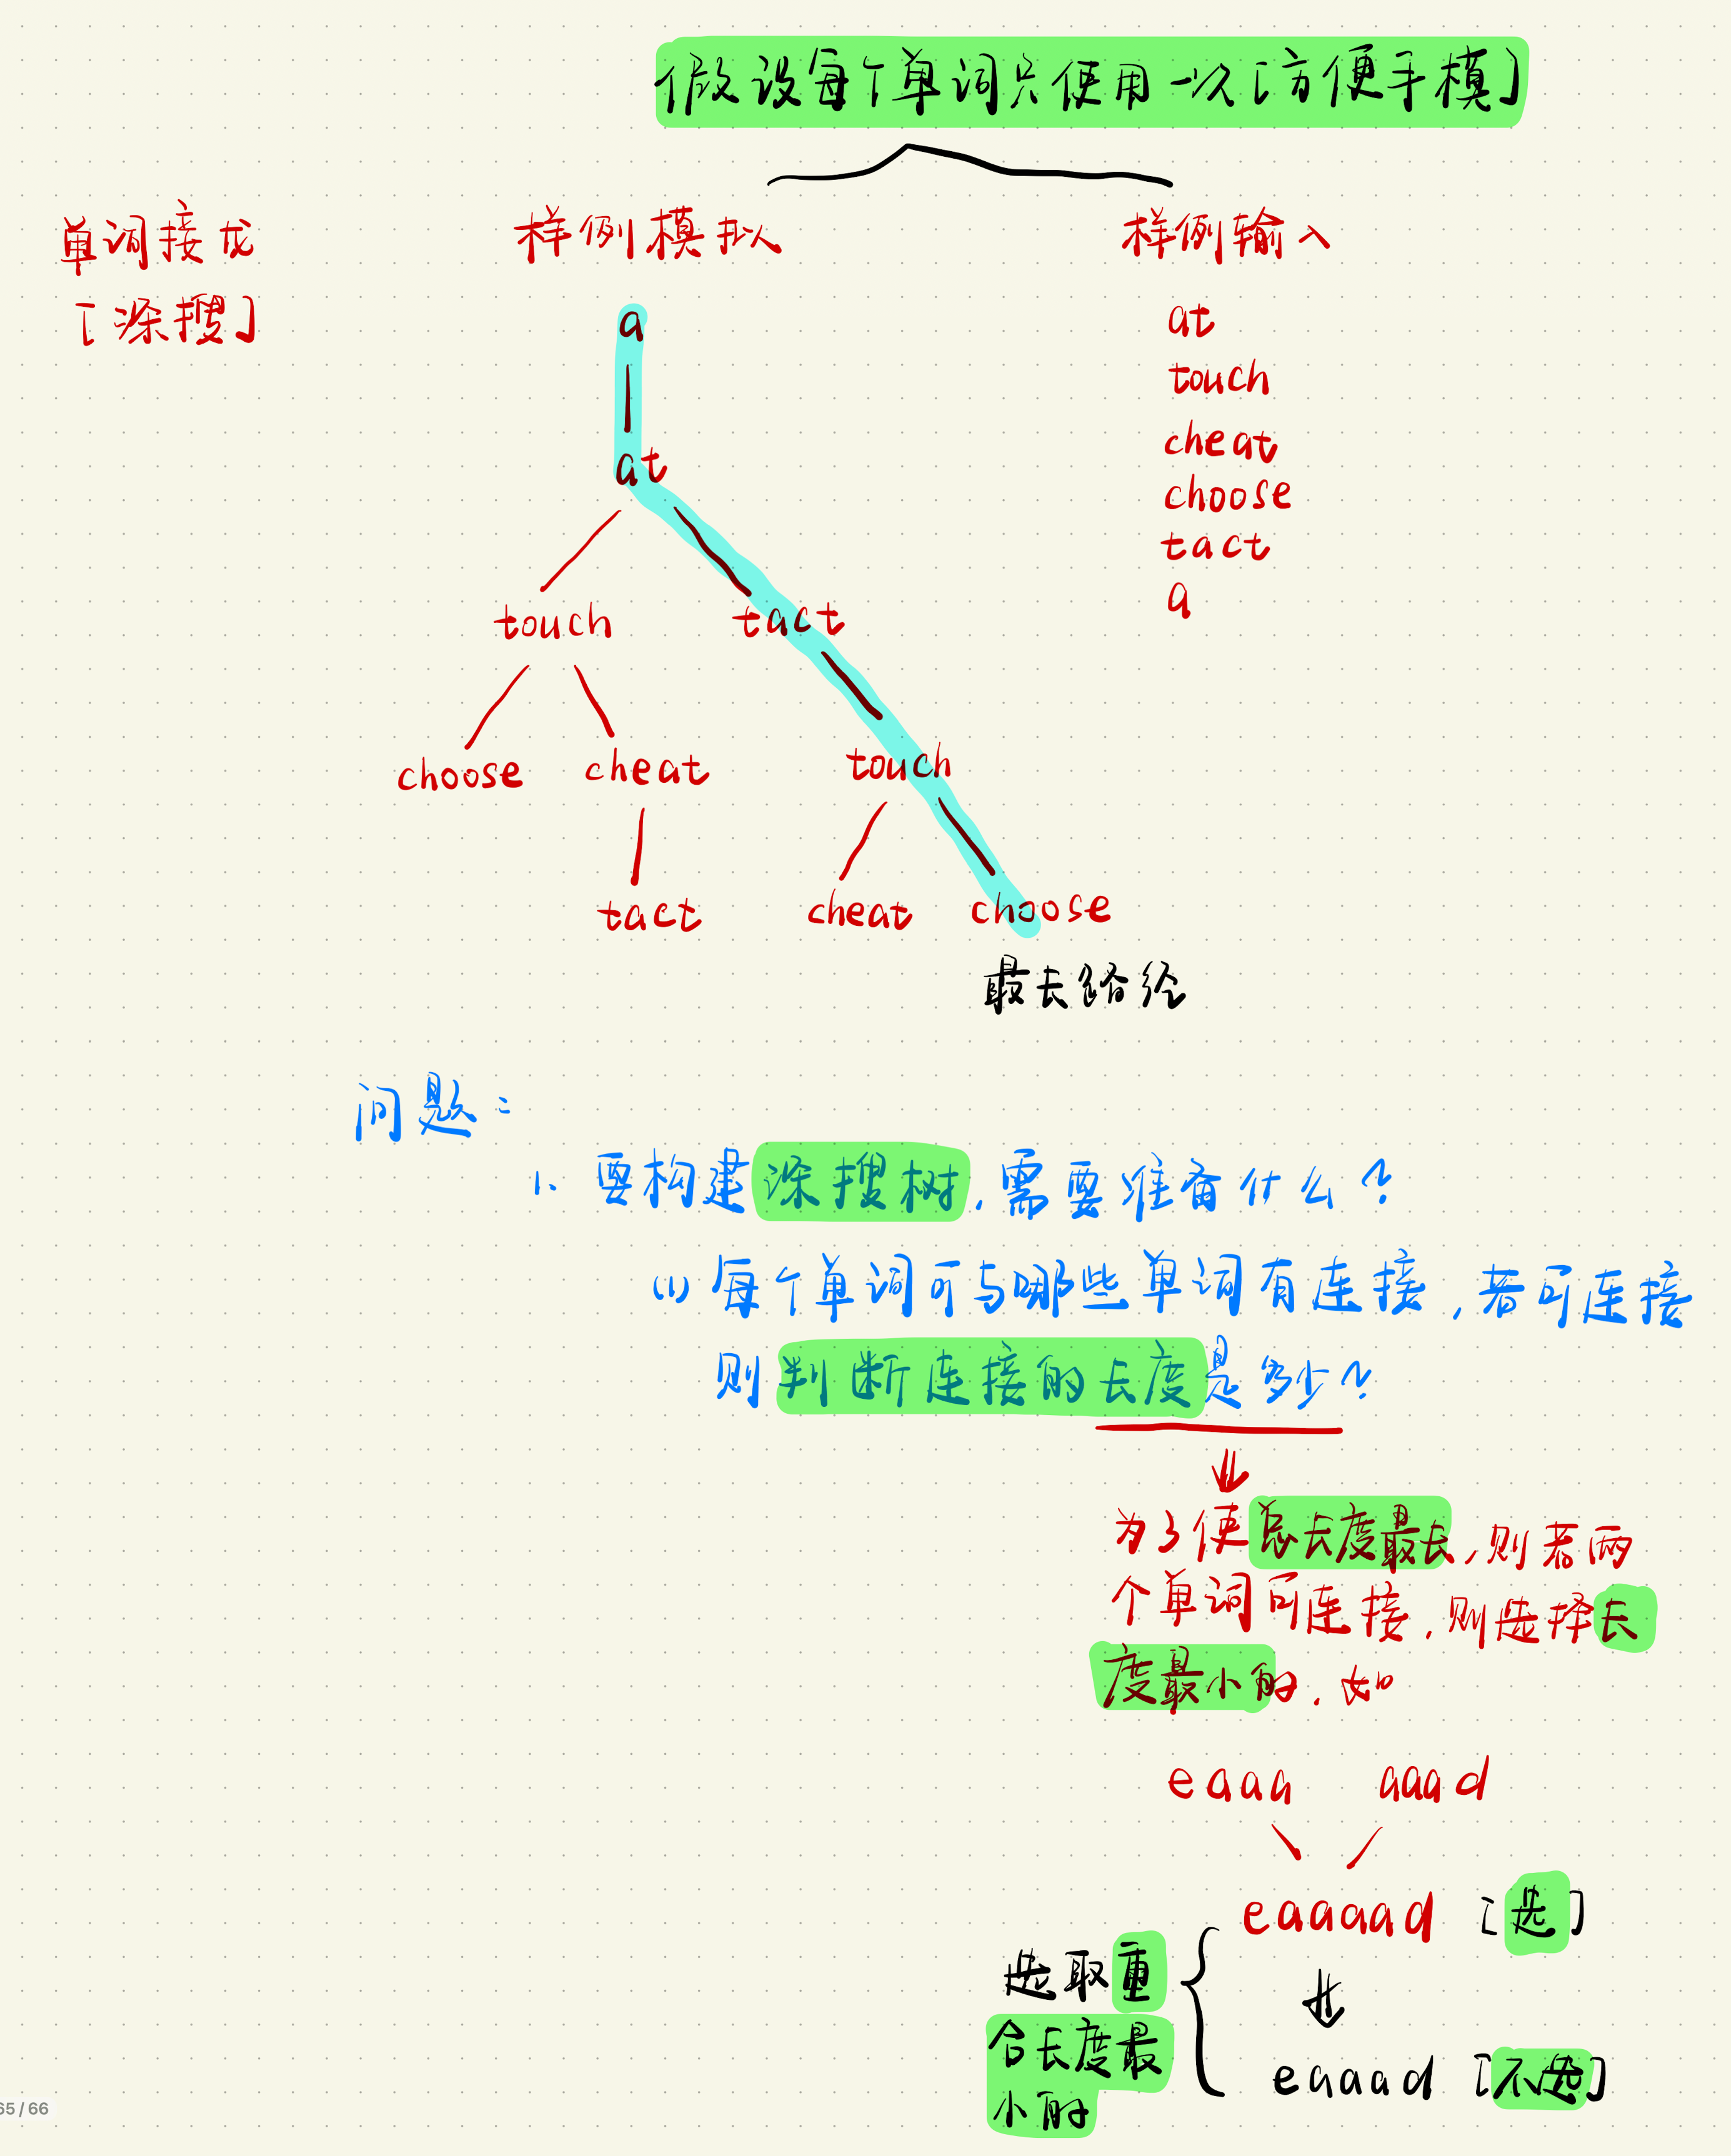 假设每个单词只使用一次[方便手模]
单词接龙
[深搜]
样例模拟
样例输入
a
at
touch
tact
choose
cheat
touch
tact
cheat
choose
最长路径
at
touch
cheat
choose
tact
a
问题:
1、要构建深搜树,需要准备什么?
(1)每个单词可与哪些单词有连接,若可连接
则判断连接的长度是多少?
为了使总长度最长,则若两
个单词可连接,则选择长
度最小的.如
eaaa aaad
eaaaad [选]
选取重
合长度最
小的
eaaad [不选]
65/66